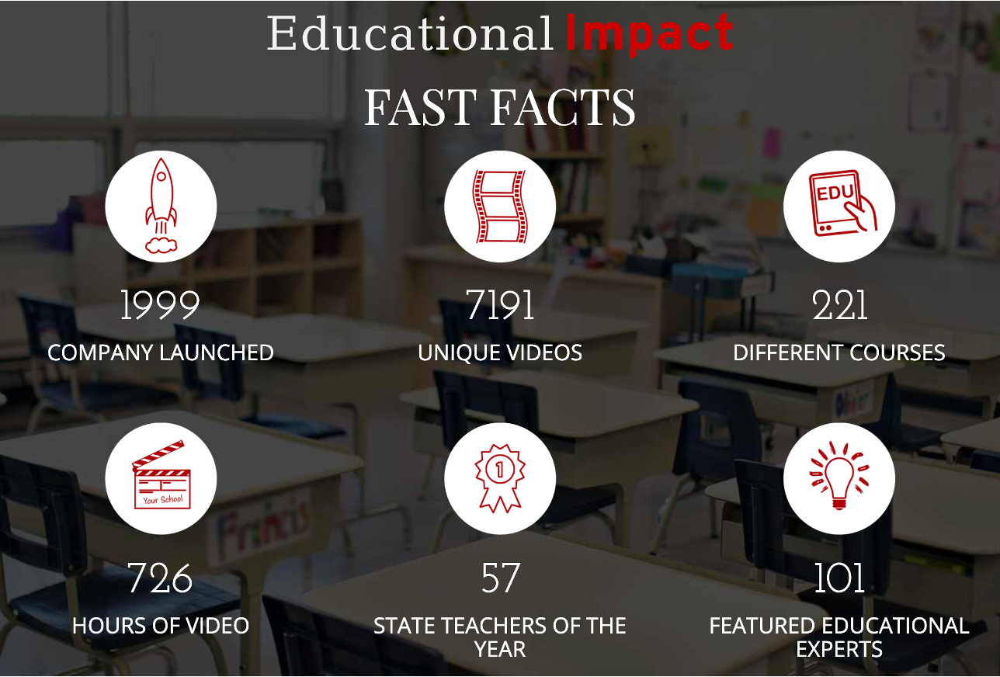 Educational Impact
FAST FACTS
EDU
1999
7191
221
COMPANY LAUNCHED
UNIQUE VIDEOS
DIFFERENT COURSES
Your School
1
Francis
726
57
101
HOURS OF VIDEO
STATE TEACHERS OF THE
YEAR
FEATURED EDUCATIONAL
EXPERTS